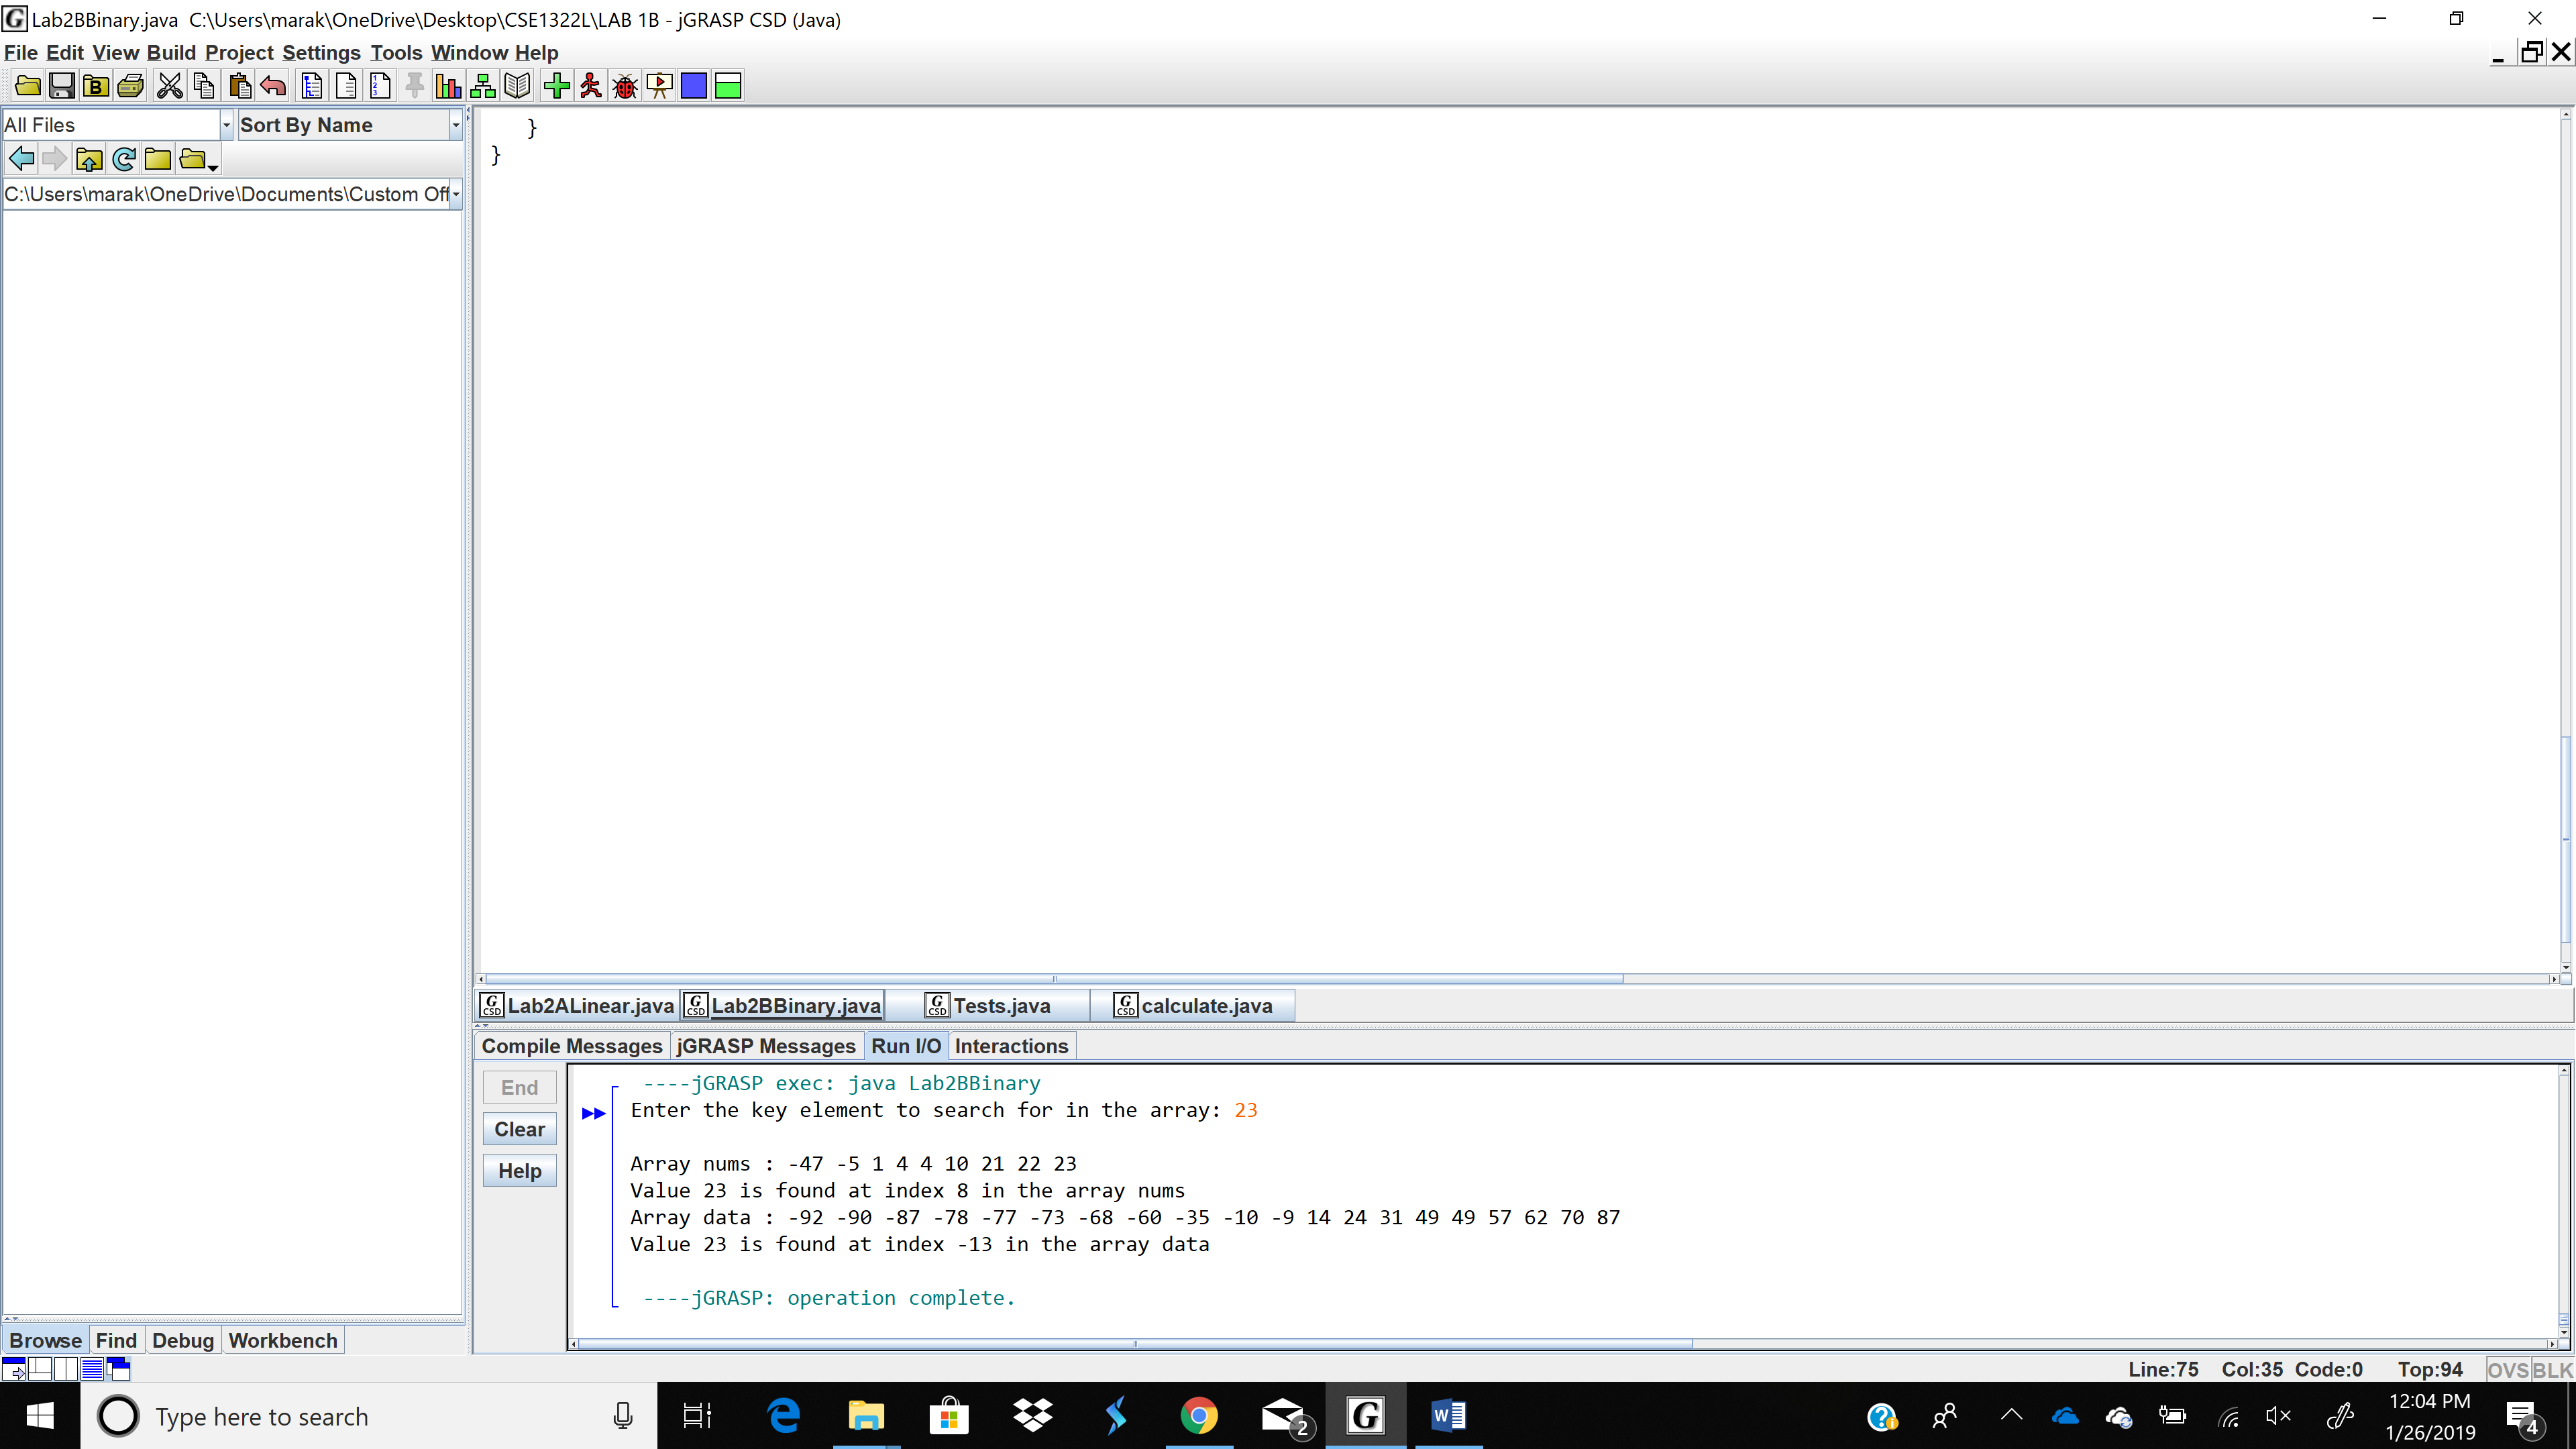 Lab2BBinary.java  C:\Users\marak\OneDrive\Desktop\CSE1322L\LAB 1B - jGRASP CSD (Java)
File Edit View Build Project Settings Tools Window Help
All Files
Sort By Name
C:\Users\marak\OneDrive\Documents\Custom Off
}
}
Lab2ALinear.java
Lab2BBinary.java
Tests.java
calculate.java
Compile Messages
jGRASP Messages
Run I/O
Interactions
End
Clear
Help
----jGRASP exec: java Lab2BBinary
Enter the key element to search for in the array: 23
Array nums : -47 -5 1 4 4 10 21 22 23
Value 23 is found at index 8 in the array nums
Array data : -92 -90 -87 -78 -77 -73 -68 -60 -35 -10 -9 14 24 31 49 49 57 62 70 87
Value 23 is found at index -13 in the array data
----jGRASP: operation complete.
Browse
Find
Debug
Workbench
Line:75 Col:35 Code:0 Top:94
OVS BLK
Type here to search
2
12:04 PM
1/26/2019
4